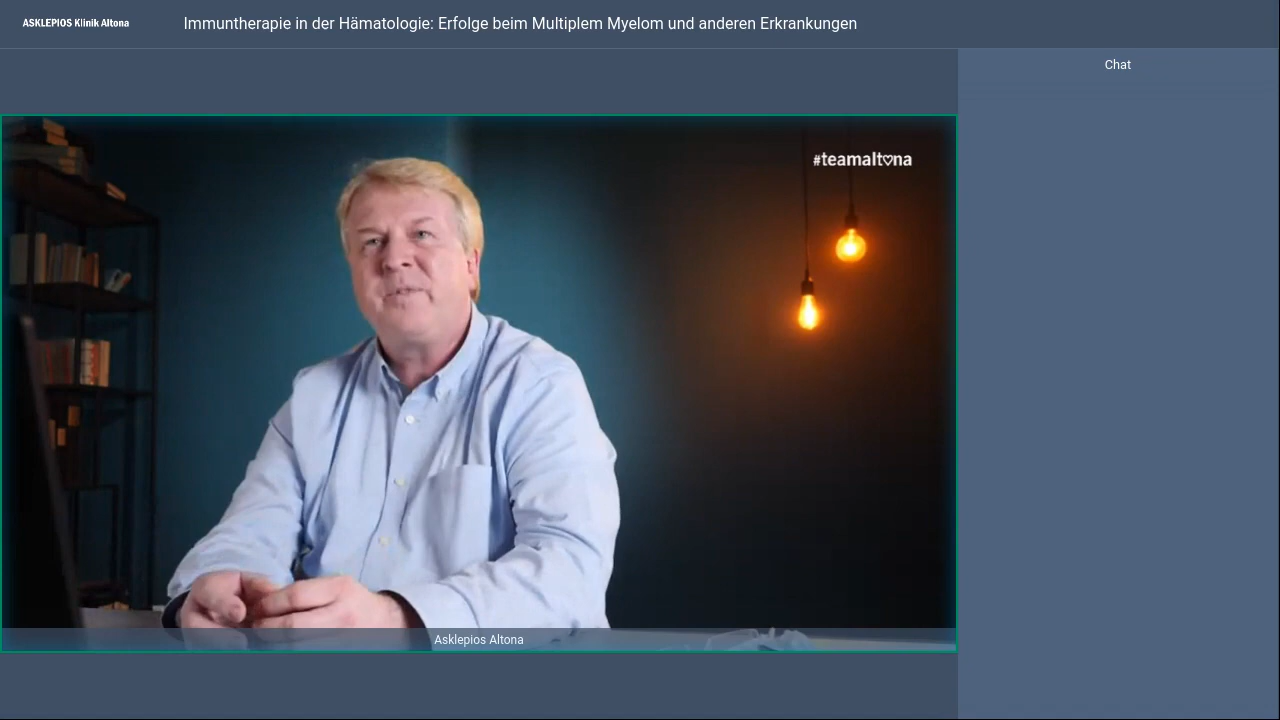 ASKLEPIOS Klinik Altona
Immuntherapie in der Hämatologie: Erfolge beim Multiplem Myelom und anderen Erkrankungen
Chat
#teamaltona
Asklepios Altona